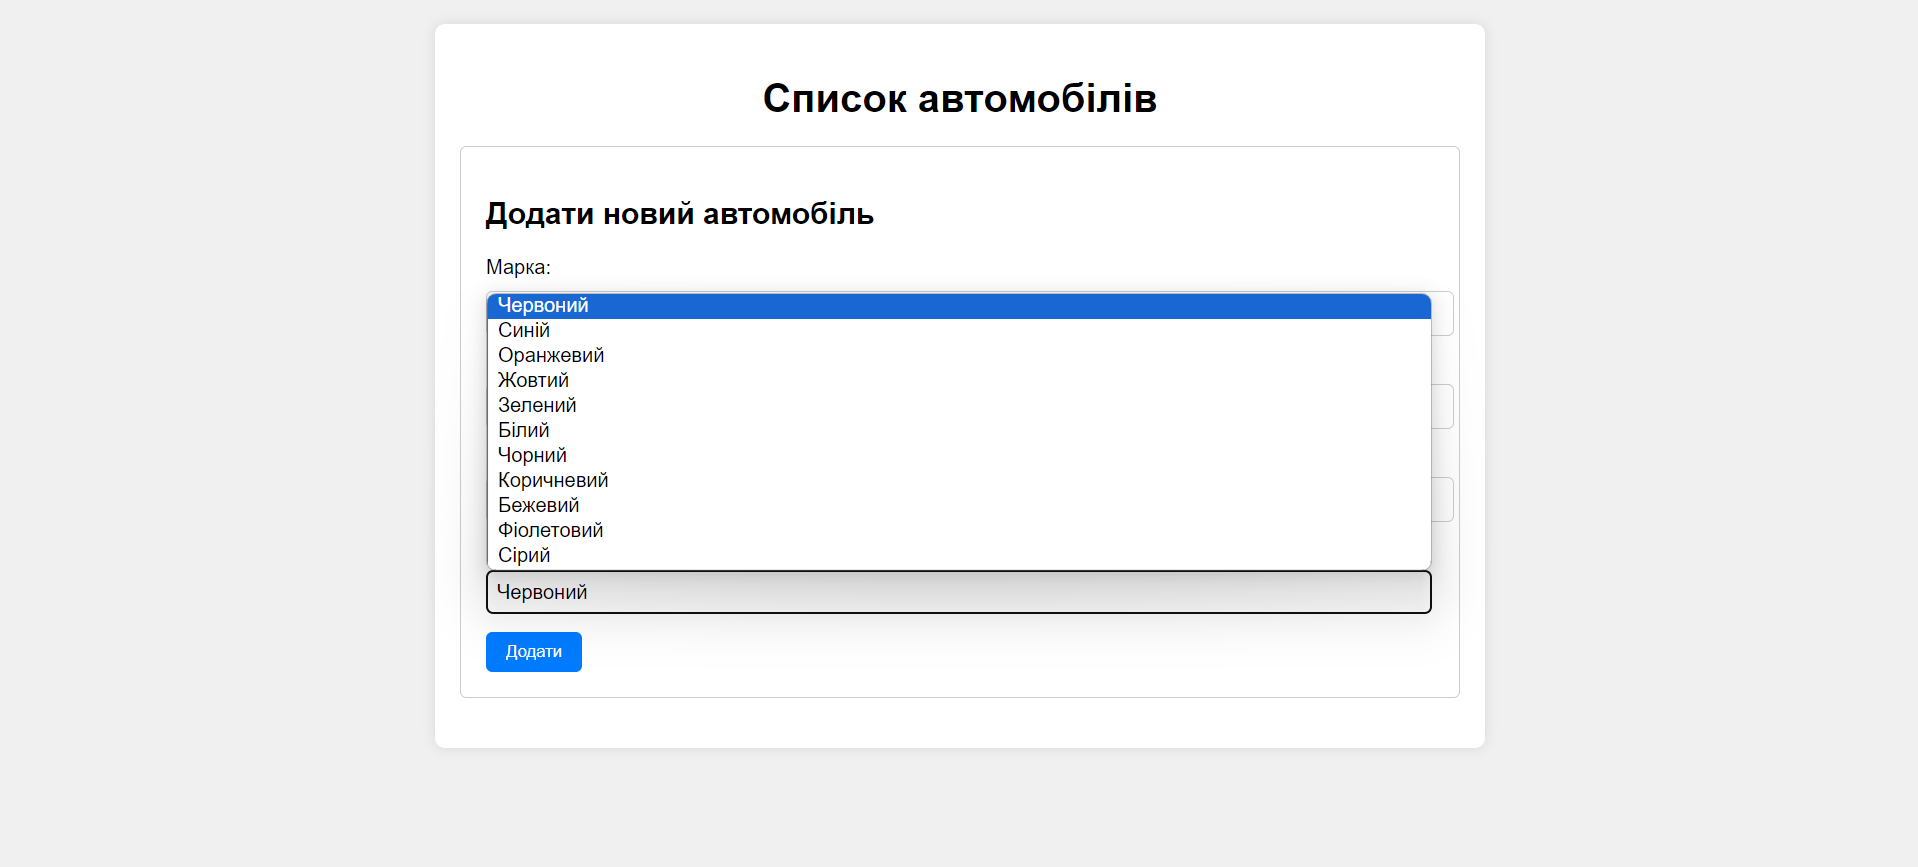 Список автомобілів
Додати новий автомобіль
Марка:
Червоний
Синій
Оранжевий
Жовтий
Зелений
Білий
Чорний
Коричневий
Бежевий
Фіолетовий
Сірий
Червоний
Додати